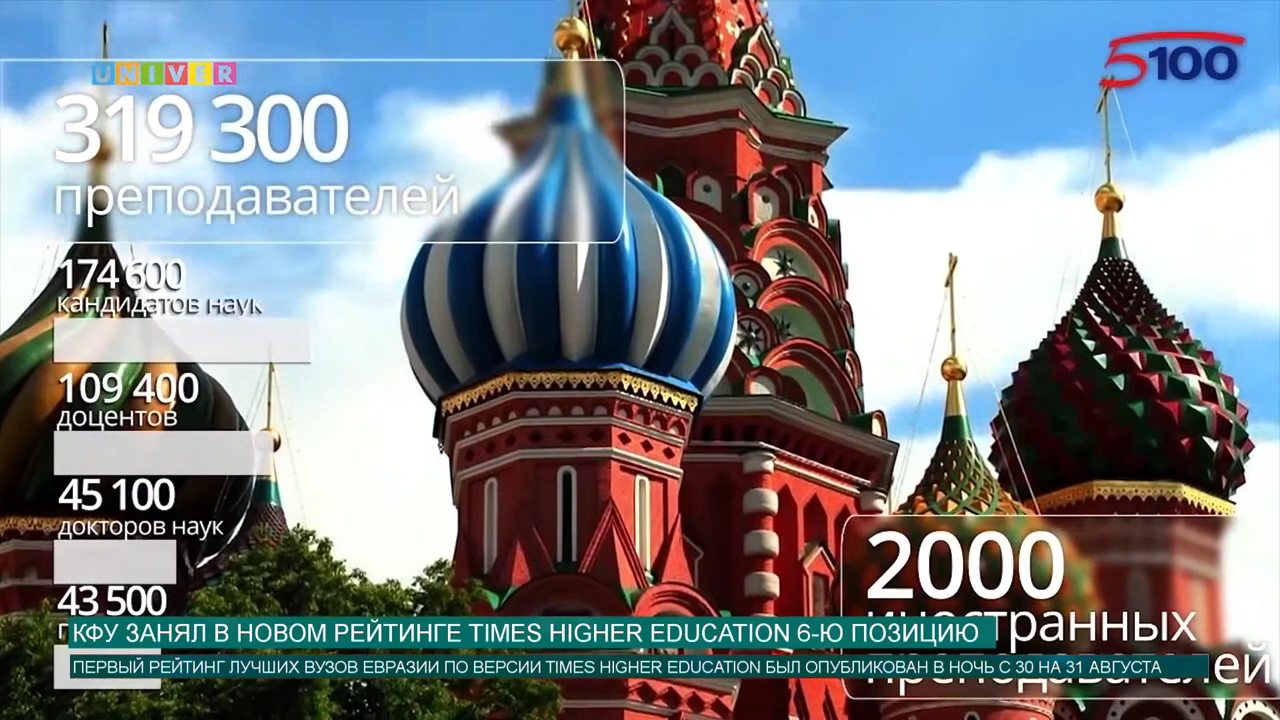 UNIVER
5100
319 300
преподавателей
174 600
кандидатов наук
109 400
доцентов
45 100
докторов наук
43 500
2000
иностранных
преподавателей
КФУ ЗАНЯЛ В НОВОМ РЕЙТИНГЕ TIMES HIGHER EDUCATION 6-Ю ПОЗИЦИЮ
ПЕРВЫЙ РЕЙТИНГ ЛУЧШИХ ВУЗОВ ЕВРАЗИИ ПО ВЕРСИИ TIMES HIGHER EDUCATION БЫЛ ОПУБЛИКОВАН В НОЧЬ С 30 НА 31 АВГУСТА